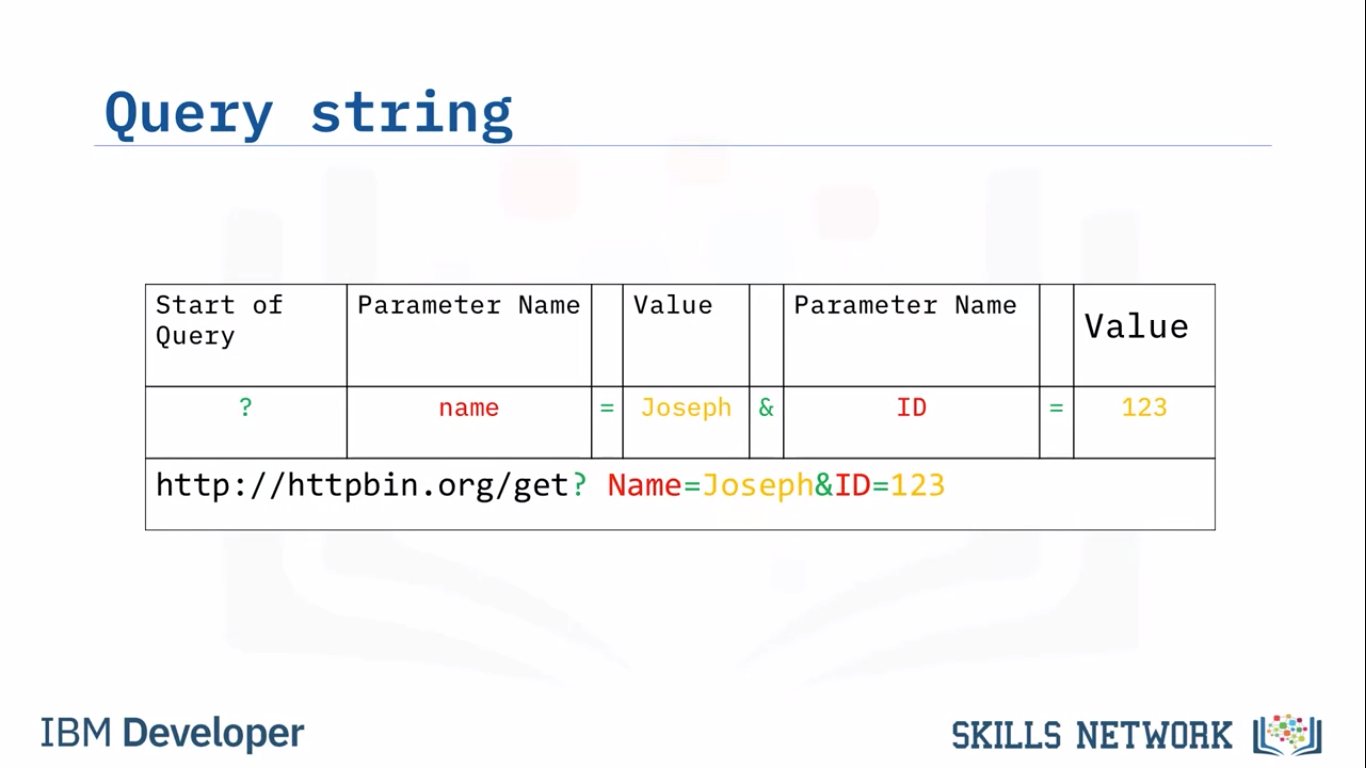 Query string
Start of Query
Parameter Name
Value
Parameter Name
Value
? name = Joseph & ID = 123
http://httpbin.org/get? Name=Joseph&ID=123
IBM Developer
SKILLS NETWORK